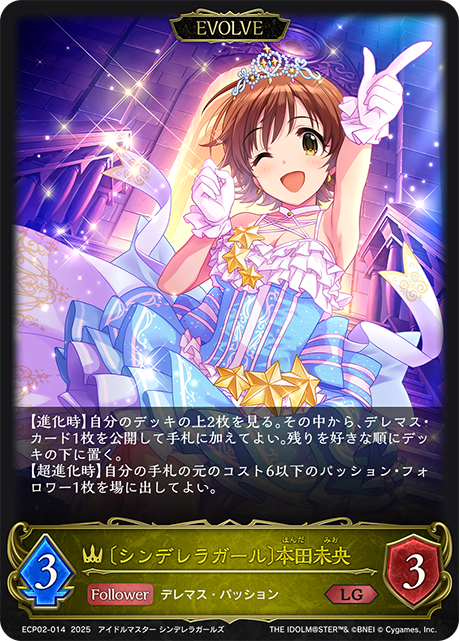 EVOLVE
【進化時】自分のデッキの上2枚を見る。その中から、デレマス・
カード1枚を公開して手札に加えてよい。残りを好きな順にデッ
キの下に置く。
【超進化時】自分の手札の元のコスト6以下のパッション・フォ
ロワー1枚を場に出してよい。
ほんだ みお
〔シンデレラガール〕本田未央
3
3
Follower デレマス・パッション LG
ECP02-014 2025 アイドルマスター シンデレラガールズ THE IDOLM@STER™& ©BNEI © Cygames, Inc.